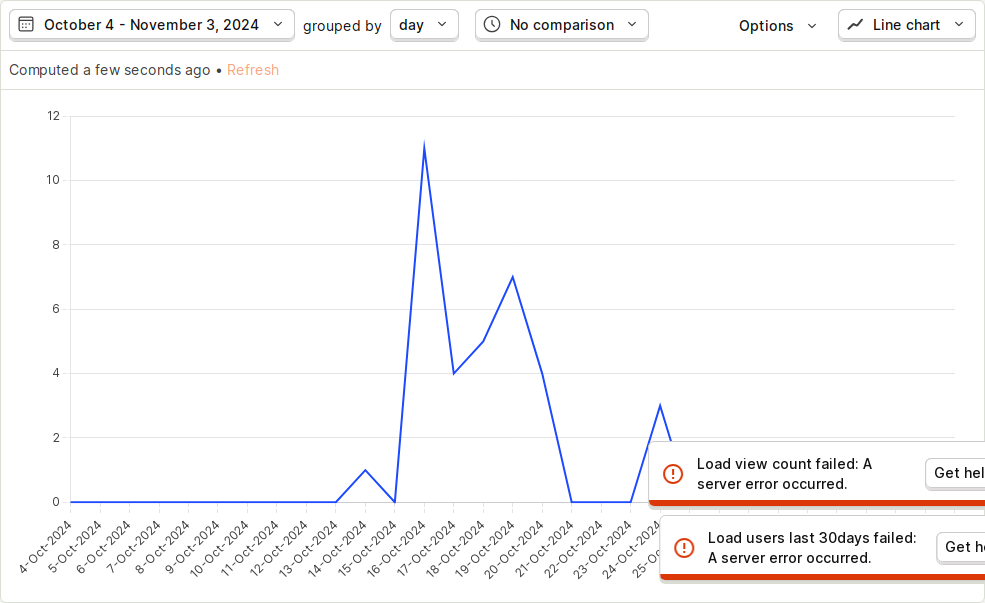 October 4 - November 3, 2024 grouped by day No comparison Options Line chart
Computed a few seconds ago • Refresh
12
10
8
6
4
2
0
4-Oct-2024 5-Oct-2024 6-Oct-2024 7-Oct-2024 8-Oct-2024 9-Oct-2024 10-Oct-2024 11-Oct-2024 12-Oct-2024 13-Oct-2024 14-Oct-2024 15-Oct-2024 16-Oct-2024 17-Oct-2024 18-Oct-2024 19-Oct-2024 20-Oct-2024 21-Oct-2024 22-Oct-2024 23-Oct-2024 24-Oct-2024
Load view count failed: A
server error occurred.
Get hel
Load users last 30days failed:
A server error occurred.
Get h